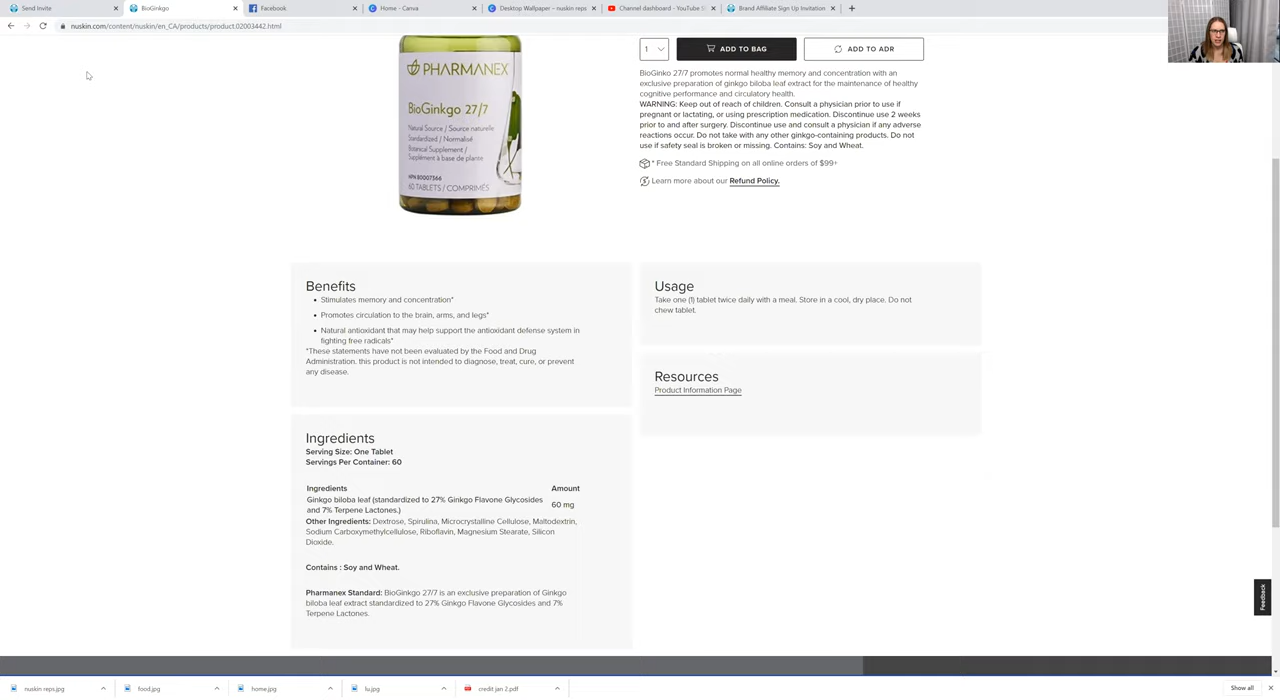 Send Invite
BioGinkgo
Facebook
Home - Canva
Desktop Wallpaper – nuskin reps
Channel dashboard - YouTube S
Brand Affiliate Sign Up Invitation
nuskin.com/content/nuskin/en_CA/products/product.02003442.html
1
ADD TO BAG
ADD TO ADR
PHARMANEX
BioGinkgo 27/7
Natural Source / Source naturelle
Standardized / Normalisé
Botanical Supplement /
Supplément à base de plante
NPN 80007366
60 TABLETS / COMPRIMÉS
BioGinko 27/7 promotes normal healthy memory and concentration with an
exclusive preparation of ginkgo biloba leaf extract for the maintenance of healthy
cognitive performance and circulatory health.
WARNING: Keep out of reach of children. Consult a physician prior to use if
pregnant or lactating, or using prescription medication. Discontinue use 2 weeks
prior to and after surgery. Discontinue use and consult a physician if any adverse
reactions occur. Do not take with any other ginkgo-containing products. Do not
use if safety seal is broken or missing. Contains: Soy and Wheat.
* Free Standard Shipping on all online orders of $99+
Learn more about our Refund Policy.
Benefits
• Stimulates memory and concentration*
• Promotes circulation to the brain, arms, and legs*
• Natural antioxidant that may help support the antioxidant defense system in
fighting free radicals*
*These statements have not been evaluated by the Food and Drug
Administration. this product is not intended to diagnose, treat, cure, or prevent
any disease.
Usage
Take one (1) tablet twice daily with a meal. Store in a cool, dry place. Do not
chew tablet.
Resources
Product Information Page
Ingredients
Serving Size: One Tablet
Servings Per Container: 60
Ingredients Amount
Ginkgo biloba leaf (standardized to 27% Ginkgo Flavone Glycosides
and 7% Terpene Lactones.) 60 mg
Other Ingredients: Dextrose, Spirulina, Microcrystalline Cellulose, Maltodextrin,
Sodium Carboxymethylcellulose, Riboflavin, Magnesium Stearate, Silicon
Dioxide.
Contains : Soy and Wheat.
Pharmanex Standard: BioGinkgo 27/7 is an exclusive preparation of Ginkgo
biloba leaf extract standardized to 27% Ginkgo Flavone Glycosides and 7%
Terpene Lactones.
Feedback
nuskin reps.jpg
food.jpg
home.jpg
lu.jpg
credit jan 2.pdf
Show all